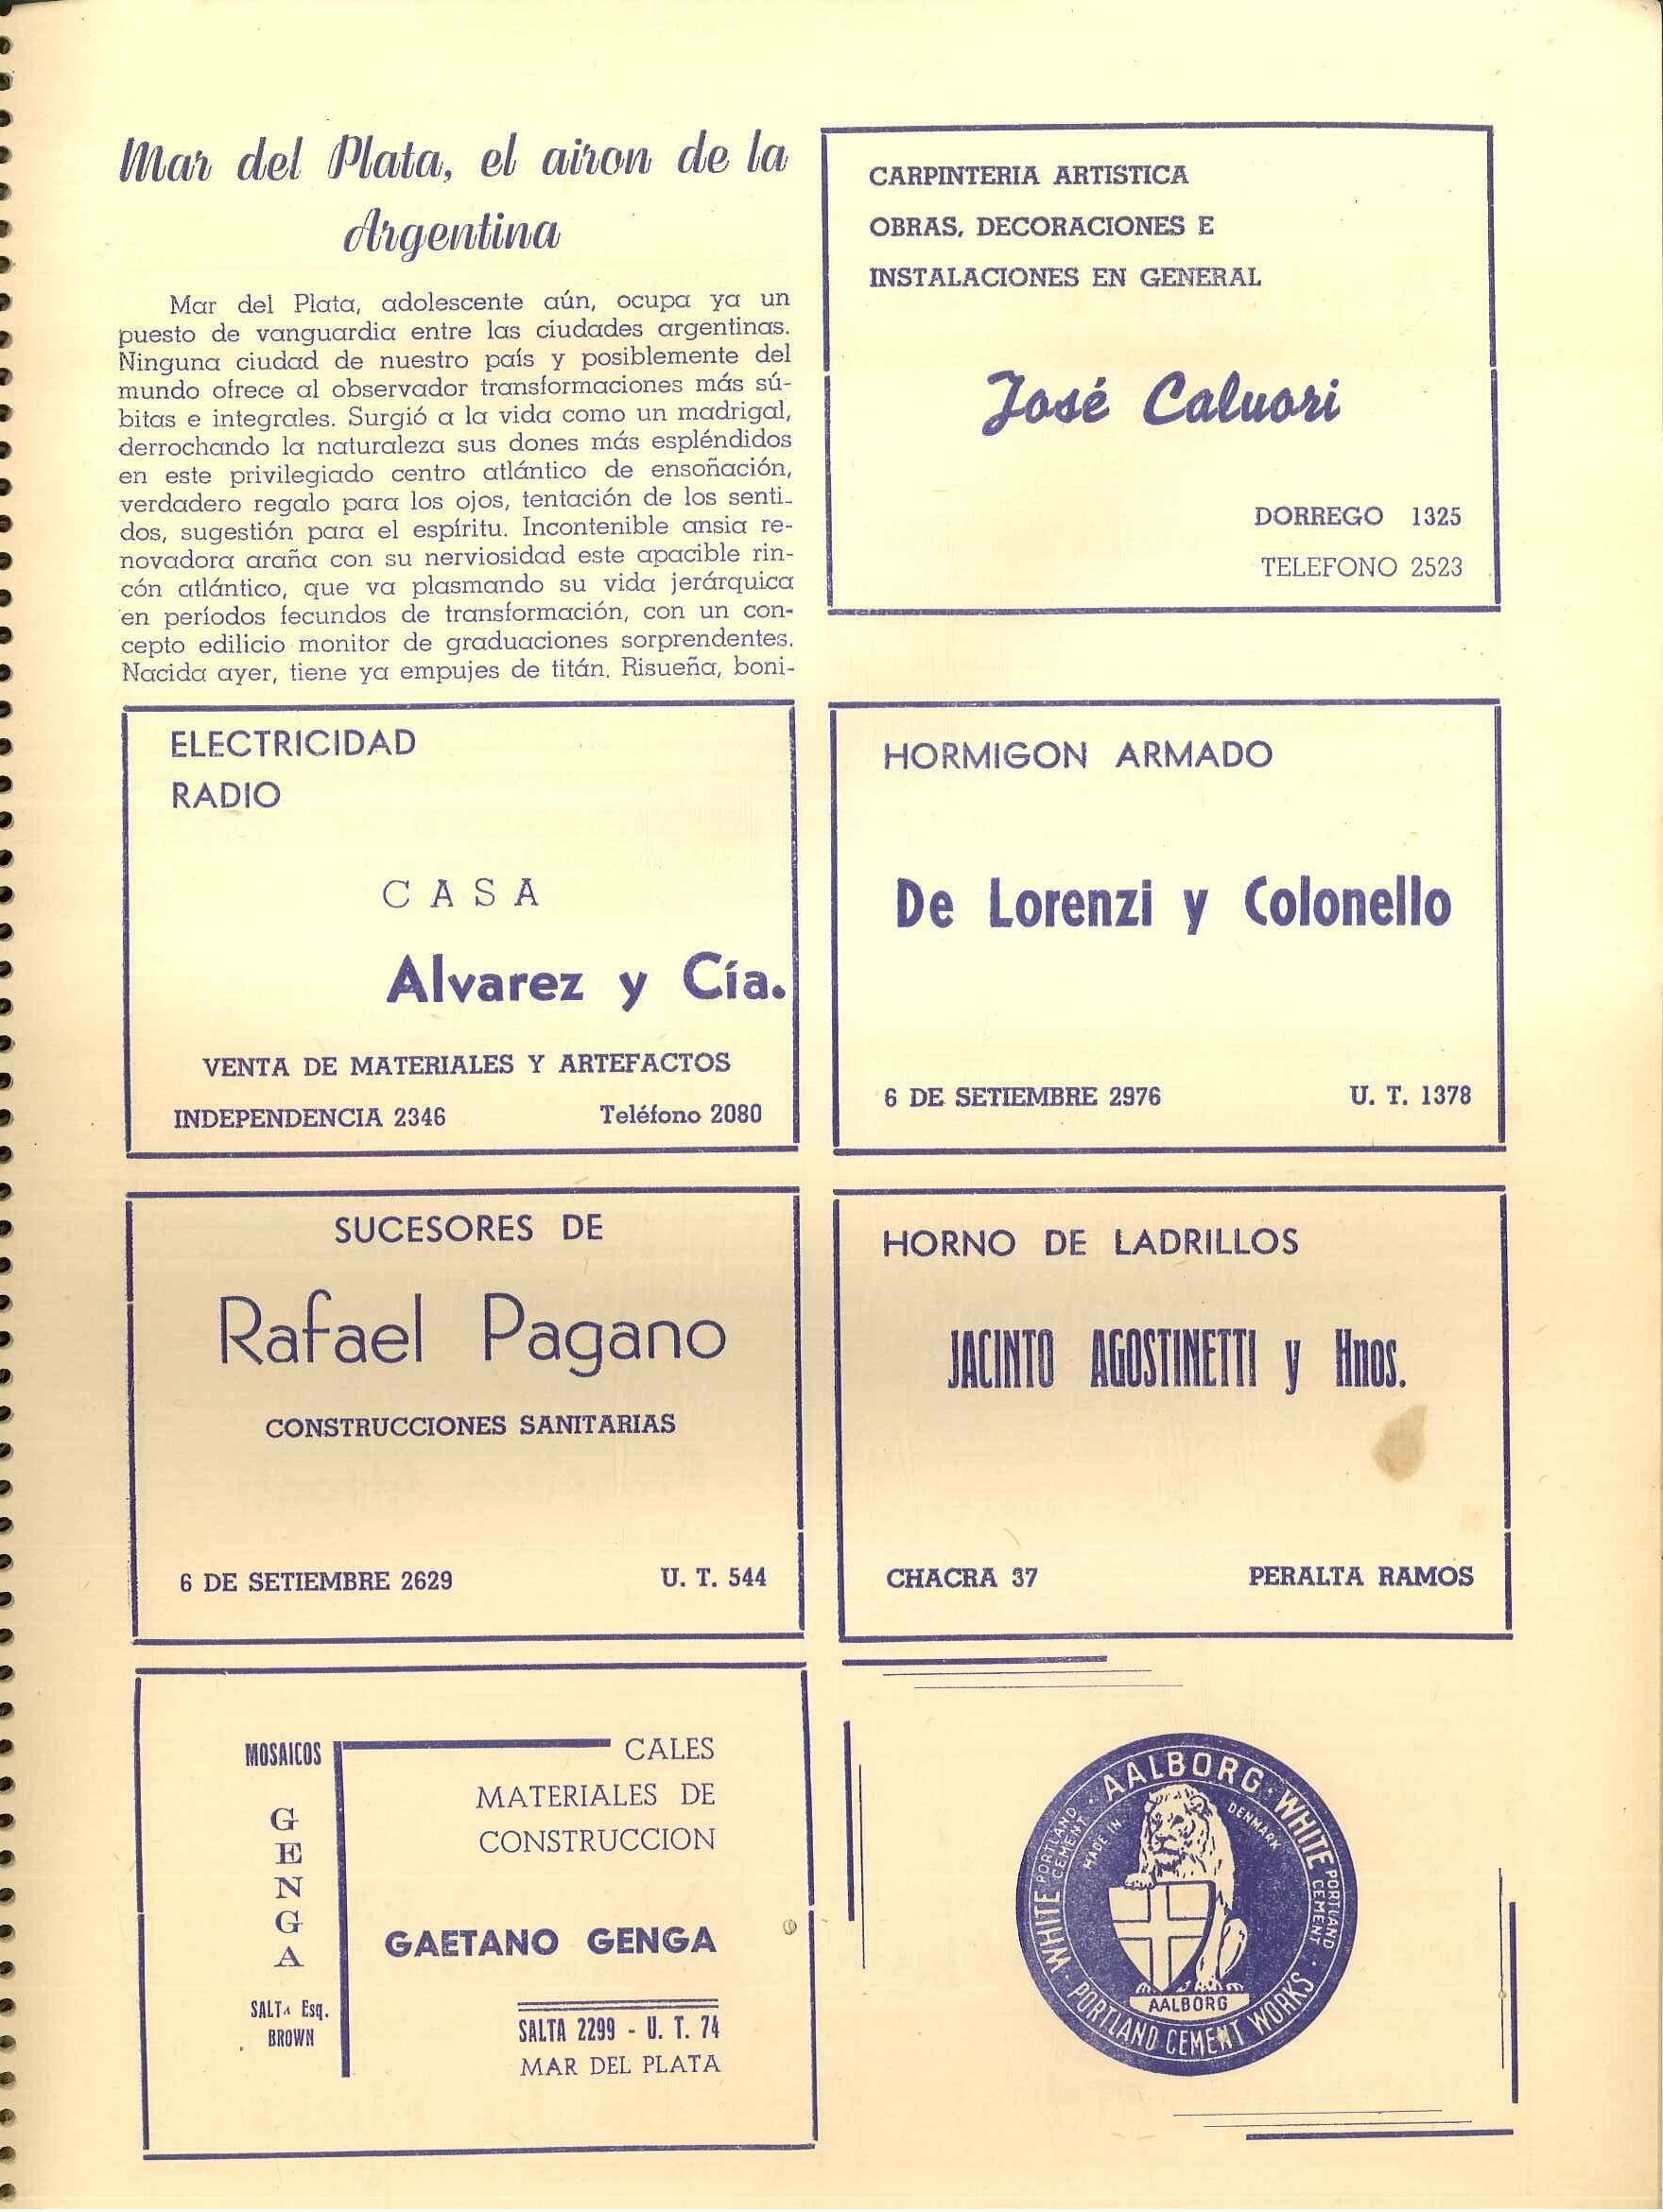 Mar del Plata, el airon de la
Argentina
Mar del Plata, adolescente aún, ocupa ya un
puesto de vanguardia entre las ciudades argentinas.
Ninguna ciudad de nuestro país y posiblemente del
mundo ofrece al observador transformaciones más sú-
bitas e integrales. Surgió a la vida como un madrigal,
derrochando la naturaleza sus dones más espléndidos
en este privilegiado centro atlántico de ensoñación,
verdadero regalo para los ojos, tentación de los senti-
dos, sugestión para el espíritu. Incontenible ansia re-
novadora araña con su nerviosidad este apacible rin-
cón atlántico, que va plasmando su vida jerárquica
en períodos fecundos de transformación, con un con-
cepto edilicio monitor de graduaciones sorprendentes.
Nacida ayer, tiene ya empujes de titán. Risueña, boni-
CARPINTERIA ARTISTICA
OBRAS, DECORACIONES E
INSTALACIONES EN GENERAL
José Caluori
DORREGO 1325
TELEFONO 2523
ELECTRICIDAD
RADIO
CASA
Alvarez y Cía.
VENTA DE MATERIALES Y ARTEFACTOS
INDEPENDENCIA 2346 Teléfono 2080
HORMIGON ARMADO
De Lorenzi y Colonello
6 DE SETIEMBRE 2976 U. T. 1378
SUCESORES DE
Rafael Pagano
CONSTRUCCIONES SANITARIAS
6 DE SETIEMBRE 2629 U. T. 544
HORNO DE LADRILLOS
JACINTO AGOSTINETTI y Hnos.
CHACRA 37 PERALTA RAMOS
MOSAICOS
GENGA
SALTA Esq.
BROWN
CALES
MATERIALES DE
CONSTRUCCION
GAETANO GENGA
SALTA 2299 - U. T. 74
MAR DEL PLATA
AALBORG · WHITE PORTLAND CEMENT · PORTLAND CEMENT WORKS · WHITE PORTLAND CEMENT ·
MADE IN DENMARK
AALBORG